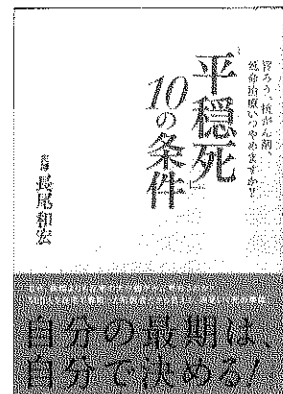 胃ろう、抗がん剤、
延命治療いつやめますか?
「平穏死」
10の条件
医師 長尾和宏
自分の最期は、
自分で決める!